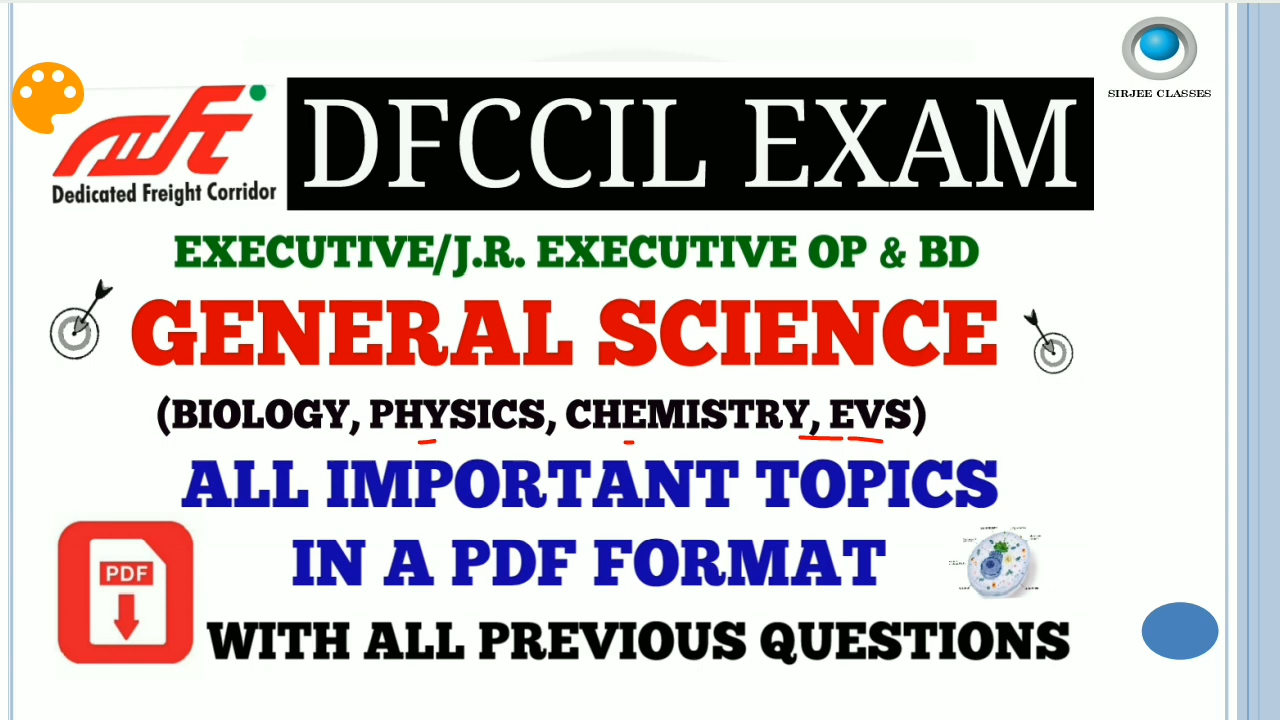 SIRJEE CLASSES
DFCCIL EXAM
Dedicated Freight Corridor
EXECUTIVE/J.R. EXECUTIVE OP & BD
GENERAL SCIENCE
(BIOLOGY, PHYSICS, CHEMISTRY, EVS)
ALL IMPORTANT TOPICS
IN A PDF FORMAT
PDF
WITH ALL PREVIOUS QUESTIONS